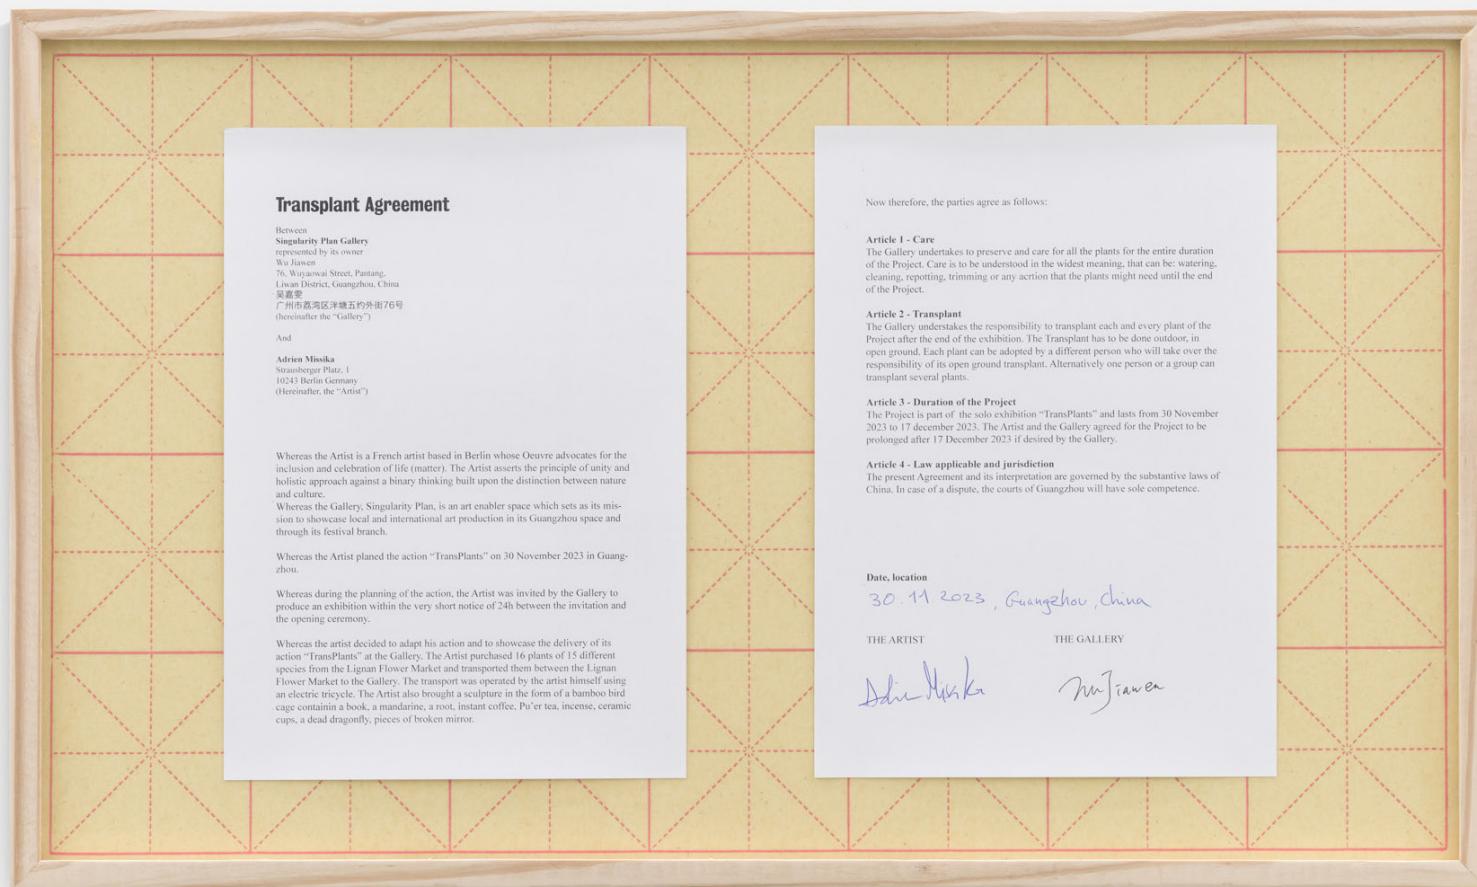 Transplant Agreement
Between
Singularity Plan Gallery
represented by its owner
Wu Jiawen
76, Wuyaowai Street, Pantang,
Liwan District, Guangzhou, China
吴嘉雯
广州市荔湾区泮塘五约外街76号
(hereinafter the “Gallery”)
And
Adrien Missika
Strausberger Platz, 1
10243 Berlin Germany
(Hereinafter, the “Artist”)
Whereas the Artist is a French artist based in Berlin whose Oeuvre advocates for the
inclusion and celebration of life (matter). The Artist asserts the principle of unity and
holistic approach against a binary thinking built upon the distinction between nature
and culture.
Whereas the Gallery, Singularity Plan, is an art enabler space which sets as its mis-
sion to showcase local and international art production in its Guangzhou space and
through its festival branch.
Whereas the Artist planed the action “TransPlants” on 30 November 2023 in Guang-
zhou.
Whereas during the planning of the action, the Artist was invited by the Gallery to
produce an exhibition within the very short notice of 24h between the invitation and
the opening ceremony.
Whereas the artist decided to adapt his action and to showcase the delivery of its
action “TransPlants” at the Gallery. The Artist purchased 16 plants of 15 different
species from the Lignan Flower Market and transported them between the Lignan
Flower Market to the Gallery. The transport was operated by the artist himself using
an electric tricycle. The Artist also brought a sculpture in the form of a bamboo bird
cage containin a book, a mandarine, a root, instant coffee, Pu’er tea, incense, ceramic
cups, a dead dragonfly, pieces of broken mirror.
Now therefore, the parties agree as follows:
Article 1 - Care
The Gallery undertakes to preserve and care for all the plants for the entire duration
of the Project. Care is to be understood in the widest meaning, that can be: watering,
cleaning, repotting, trimming or any acrtion that the plants might need until the end
of the Project.
Article 2 - Transplant
The Gallery understakes the responsibility to transplant each and every plant of the
Project after the end of the exhibition. The Transplant has to be done outdoor, in
open ground. Each plant can be adopted by a different person who will take over the
responsibility of its open ground transplant. Alternatively one person or a group can
transplant several plants.
Article 3 - Duration of the Project
The Project is part of the solo exhibition “TransPlants” and lasts from 30 November
2023 to 17 december 2023. The Artist and the Gallery agreed for the Project to be
prolonged after 17 December 2023 if desired by the Gallery.
Article 4 - Law applicable and jurisdiction
The present Agreement and its interpretation are governed by the substantive laws of
China. In case of a dispute, the courts of Guangzhou will have sole competence.
Date, location
30.11.2023, Guangzhou, China
THE ARTIST THE GALLERY
Adrien Missika Wu Jiawen